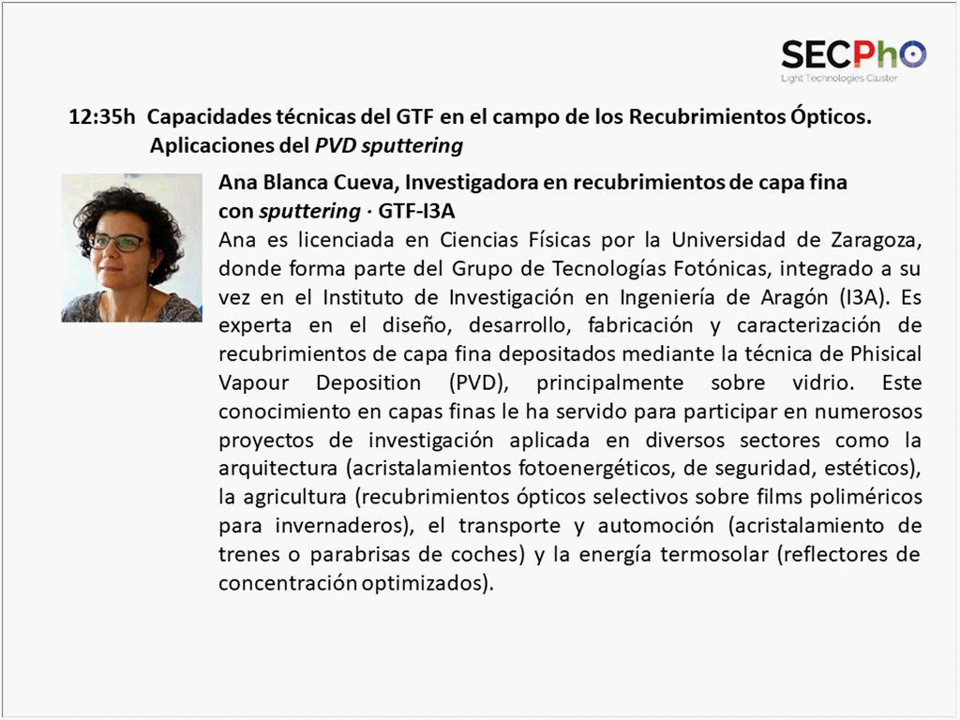 SECPhO
Light Technologies Cluster
12:35h Capacidades técnicas del GTF en el campo de los Recubrimientos Ópticos.
Aplicaciones del PVD sputtering
Ana Blanca Cueva, Investigadora en recubrimientos de capa fina
con sputtering · GTF-I3A
Ana es licenciada en Ciencias Físicas por la Universidad de Zaragoza,
donde forma parte del Grupo de Tecnologías Fotónicas, integrado a su
vez en el Instituto de Investigación en Ingeniería de Aragón (I3A). Es
experta en el diseño, desarrollo, fabricación y caracterización de
recubrimientos de capa fina depositados mediante la técnica de Phisical
Vapour Deposition (PVD), principalmente sobre vidrio. Este
conocimiento en capas finas le ha servido para participar en numerosos
proyectos de investigación aplicada en diversos sectores como la
arquitectura (acristalamientos fotoenergéticos, de seguridad, estéticos),
la agricultura (recubrimientos ópticos selectivos sobre films poliméricos
para invernaderos), el transporte y automoción (acristalamiento de
trenes o parabrisas de coches) y la energía termosolar (reflectores de
concentración optimizados).